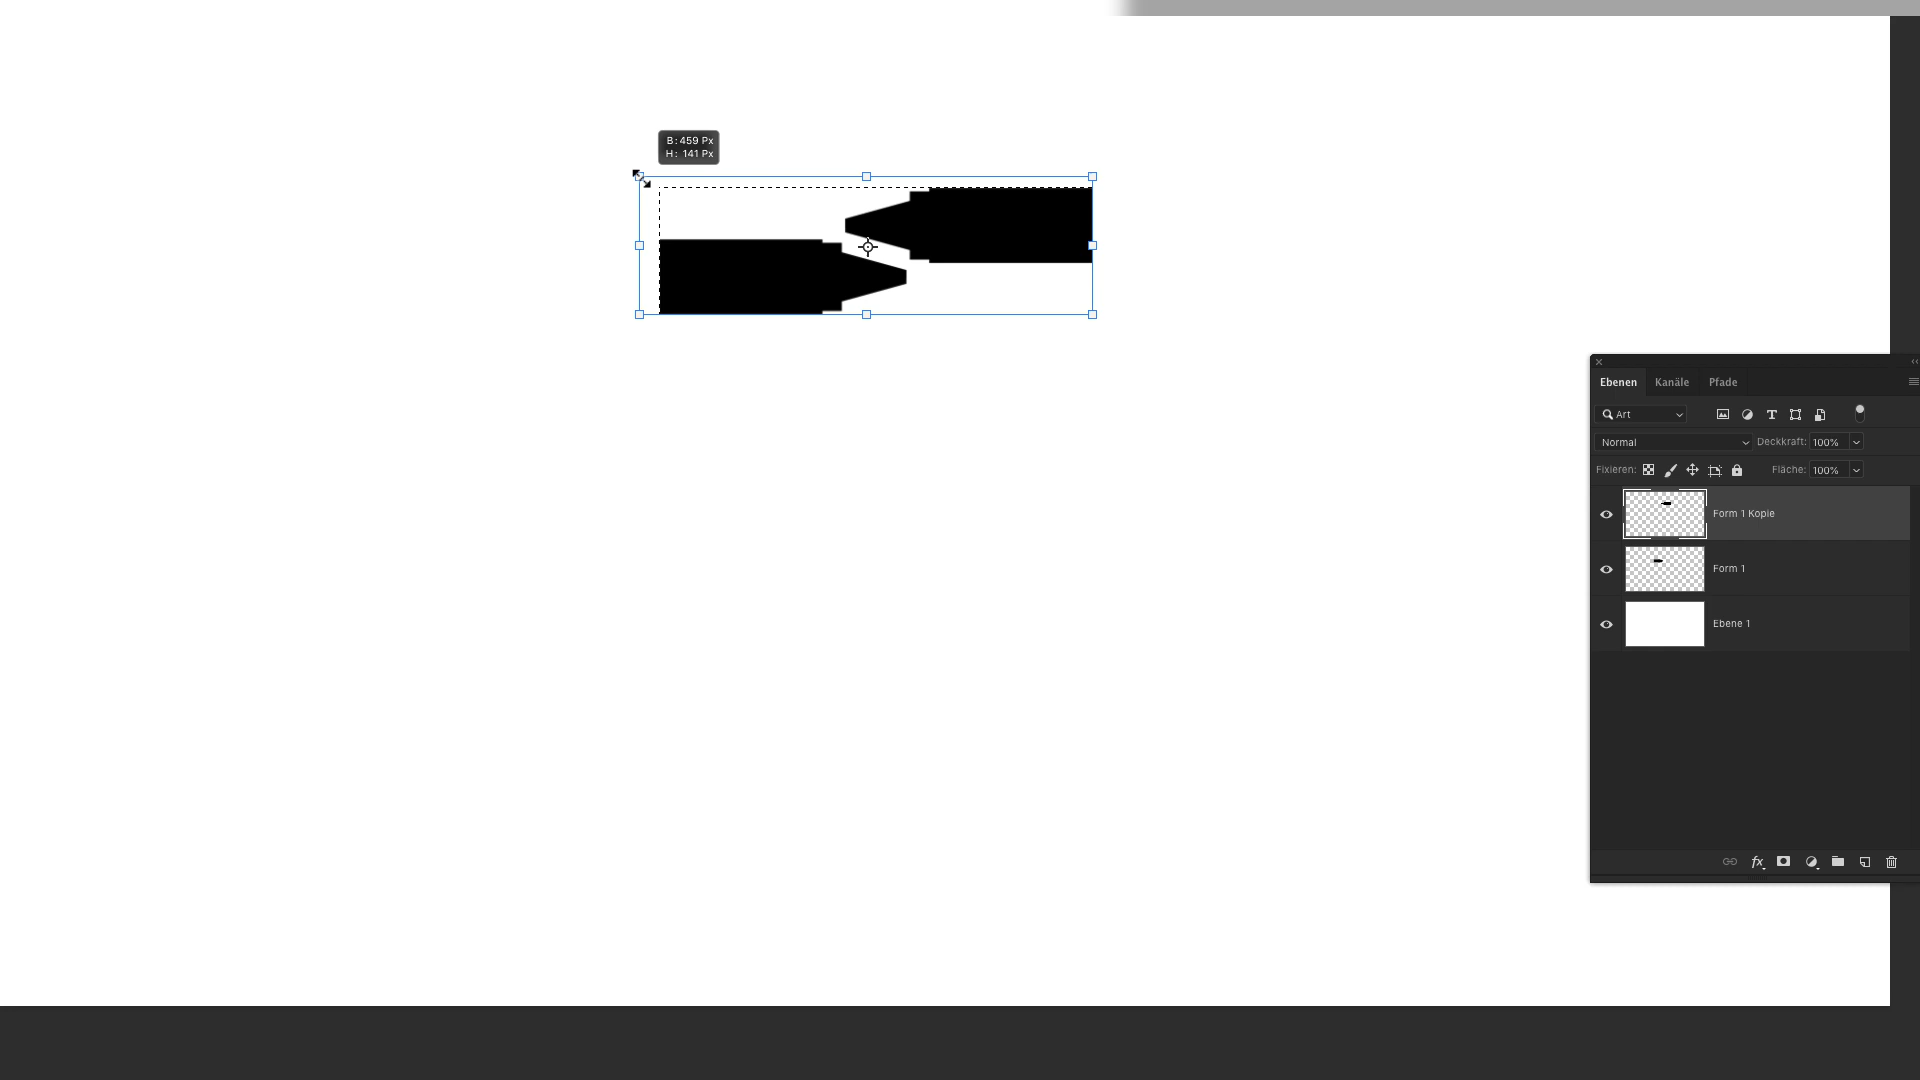 B: 459 Px
H: 141 Px
Ebenen Kanäle Pfade
Art
Normal Deckkraft: 100%
Fixieren: Fläche: 100%
Form 1 Kopie
Form 1
Ebene 1
fx